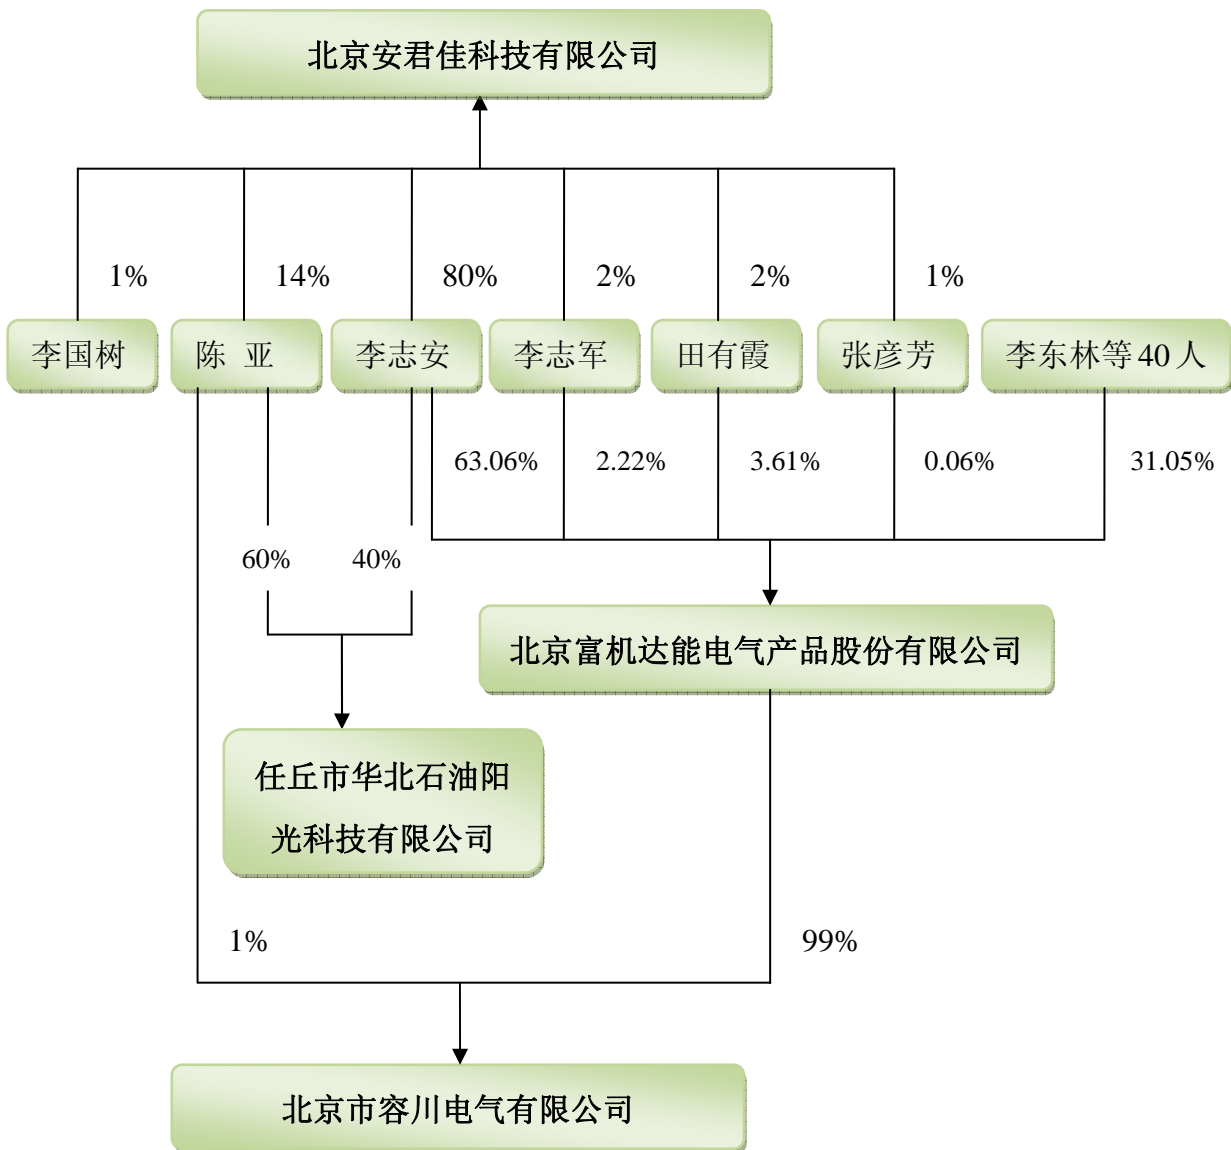 北京安君佳科技有限公司
1% 14% 80% 2% 2% 1%
李国树 陈 亚 李志安 李志军 田有霞 张彦芳 李东林等40人
63.06% 2.22% 3.61% 0.06% 31.05%
60% 40%
北京富机达能电气产品股份有限公司
任丘市华北石油阳
光科技有限公司
1% 99%
北京市容川电气有限公司